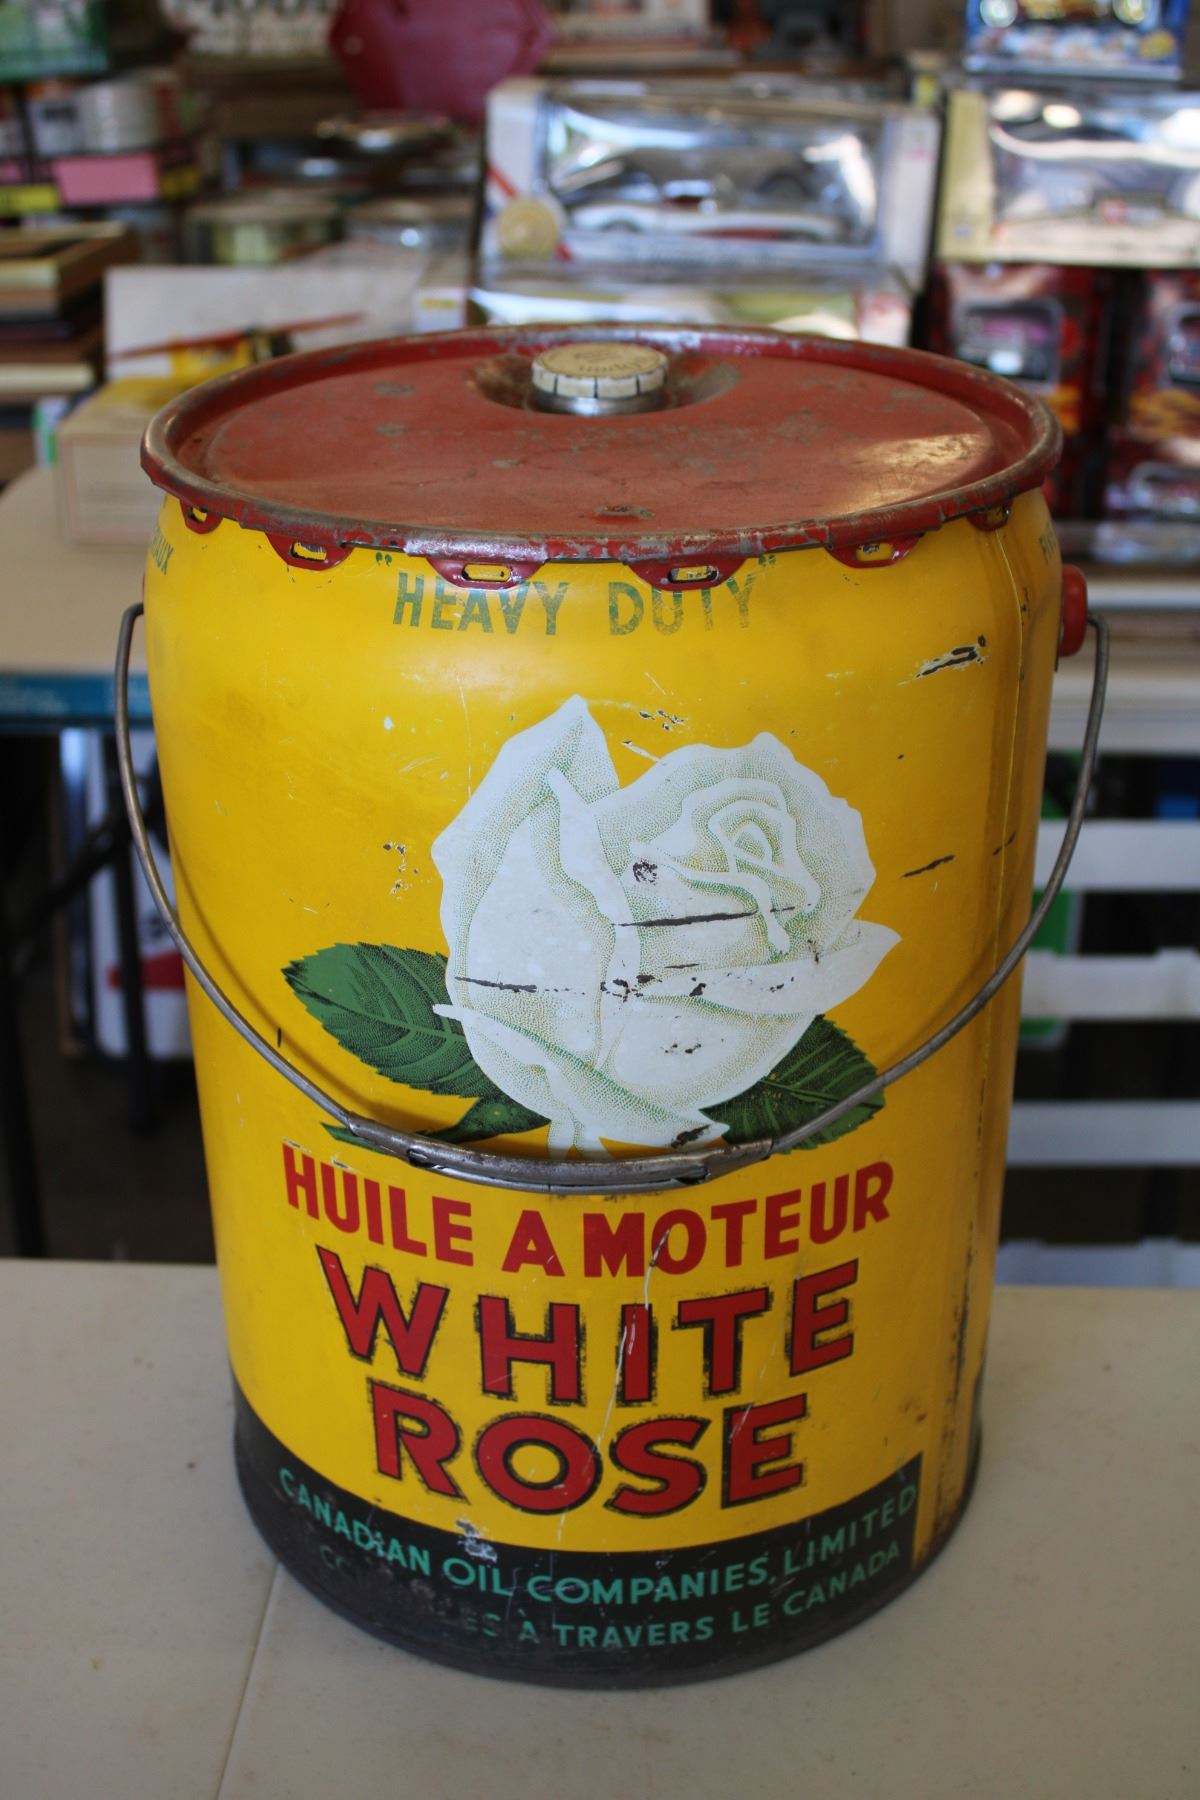 "HEAVY DUTY"
HUILE A MOTEUR
WHITE
ROSE
CANADIAN OIL COMPANIES, LIMITED
À TRAVERS LE CANADA